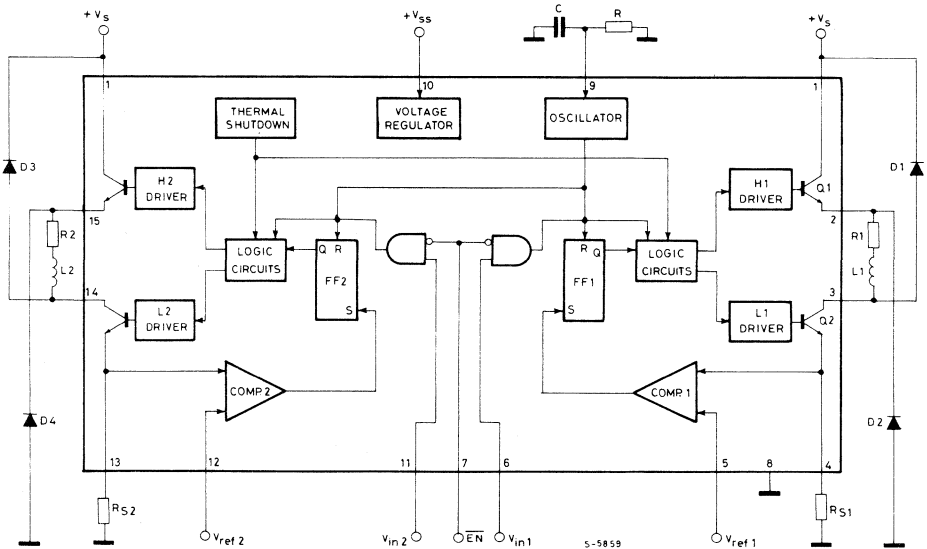 +Vs
+VSS
C
R
+Vs
1
10
9
1
THERMAL
SHUTDOWN
VOLTAGE
REGULATOR
OSCILLATOR
D3
D1
H2
DRIVER
H1
DRIVER
Q1
15
2
R2
L2
R1
L1
LOGIC
CIRCUITS
Q R
FF2
S
R Q
FF1
S
LOGIC
CIRCUITS
14
3
L2
DRIVER
L1
DRIVER
Q2
COMP.2
COMP.1
D4
D2
13
12
11
7
6
5
8
4
RS2
RS1
Vref 2
Vin 2
EN
Vin1
S-5859
Vref 1